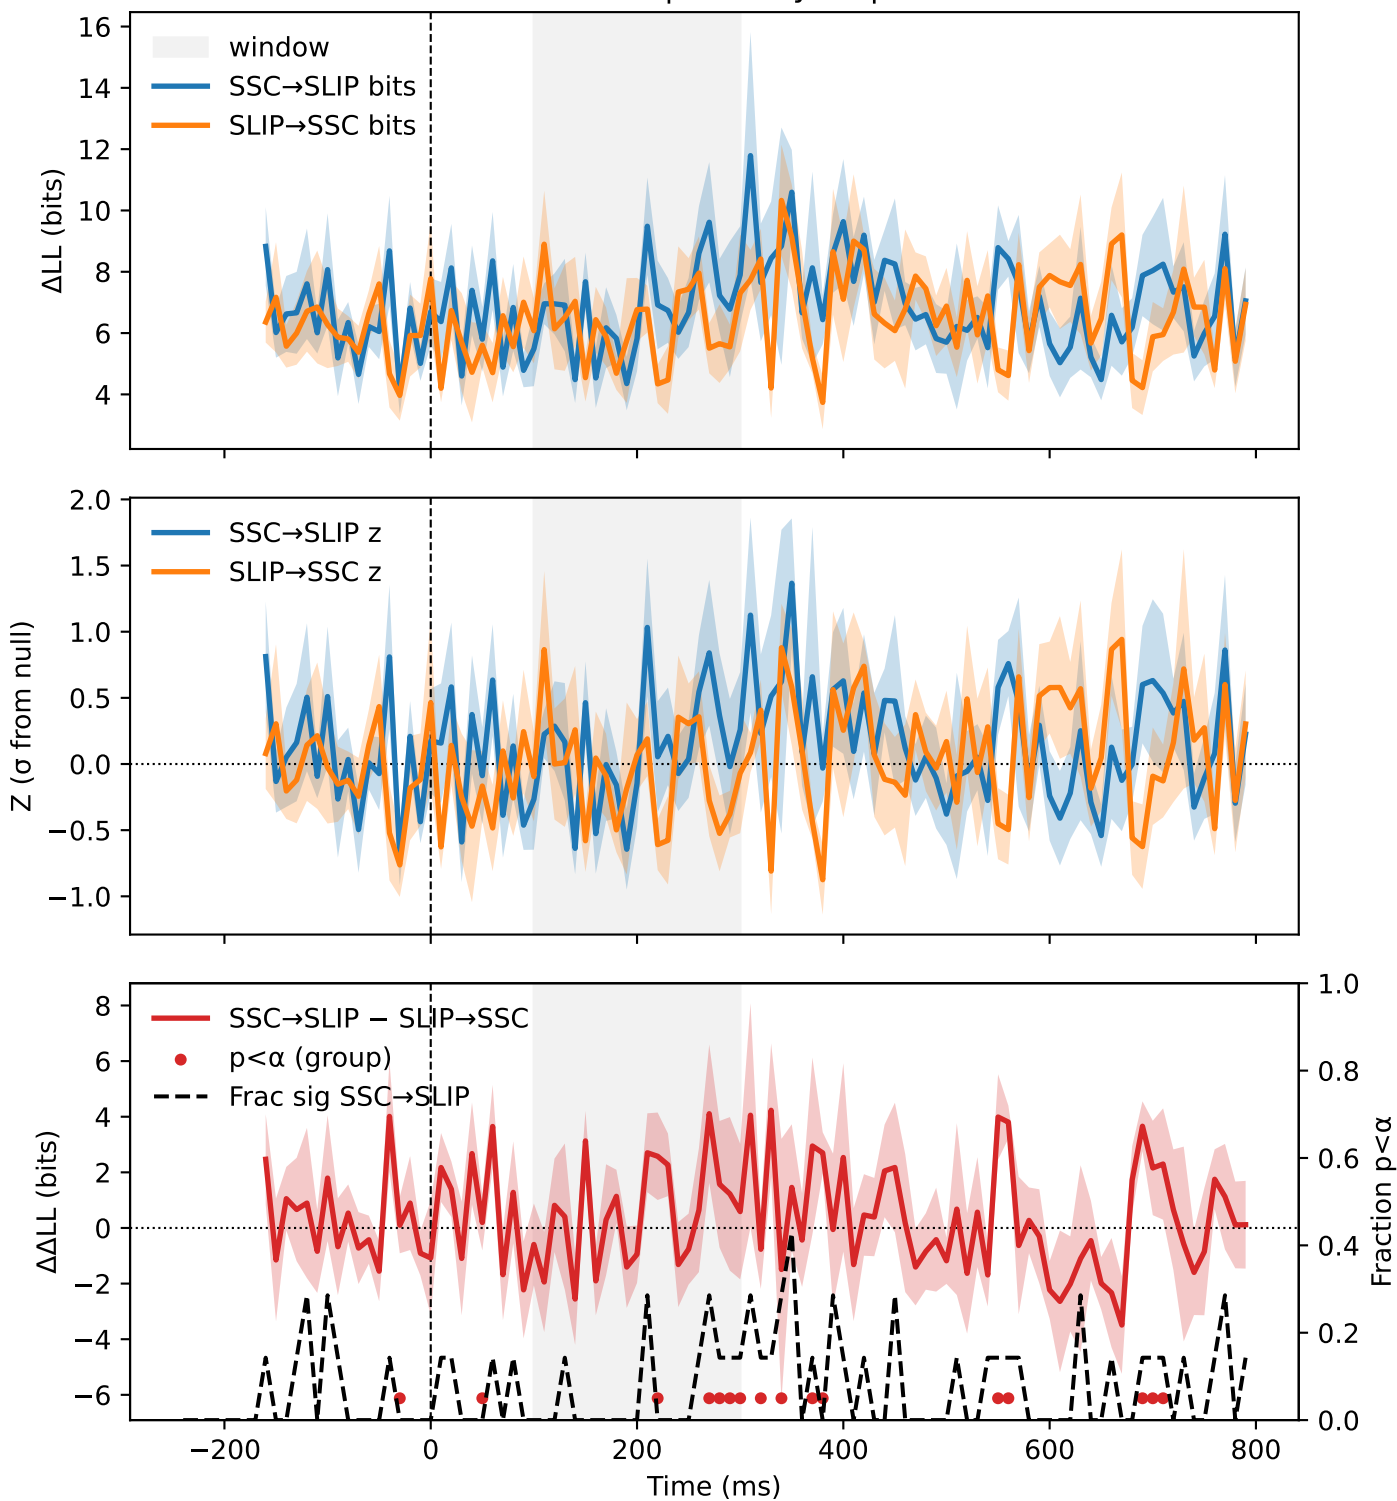 16
14
12
10
8
6
4
ΔLL (bits)
window
SSC→SLIP bits
SLIP→SSC bits
2.0
1.5
1.0
0.5
0.0
−0.5
−1.0
Z (σ from null)
SSC→SLIP z
SLIP→SSC z
8
6
4
2
0
−2
−4
−6
ΔΔLL (bits)
SSC→SLIP − SLIP→SSC
p<α (group)
Frac sig SSC→SLIP
1.0
0.8
0.6
0.4
0.2
0.0
Fraction p<α
−200
0
200
400
600
800
Time (ms)